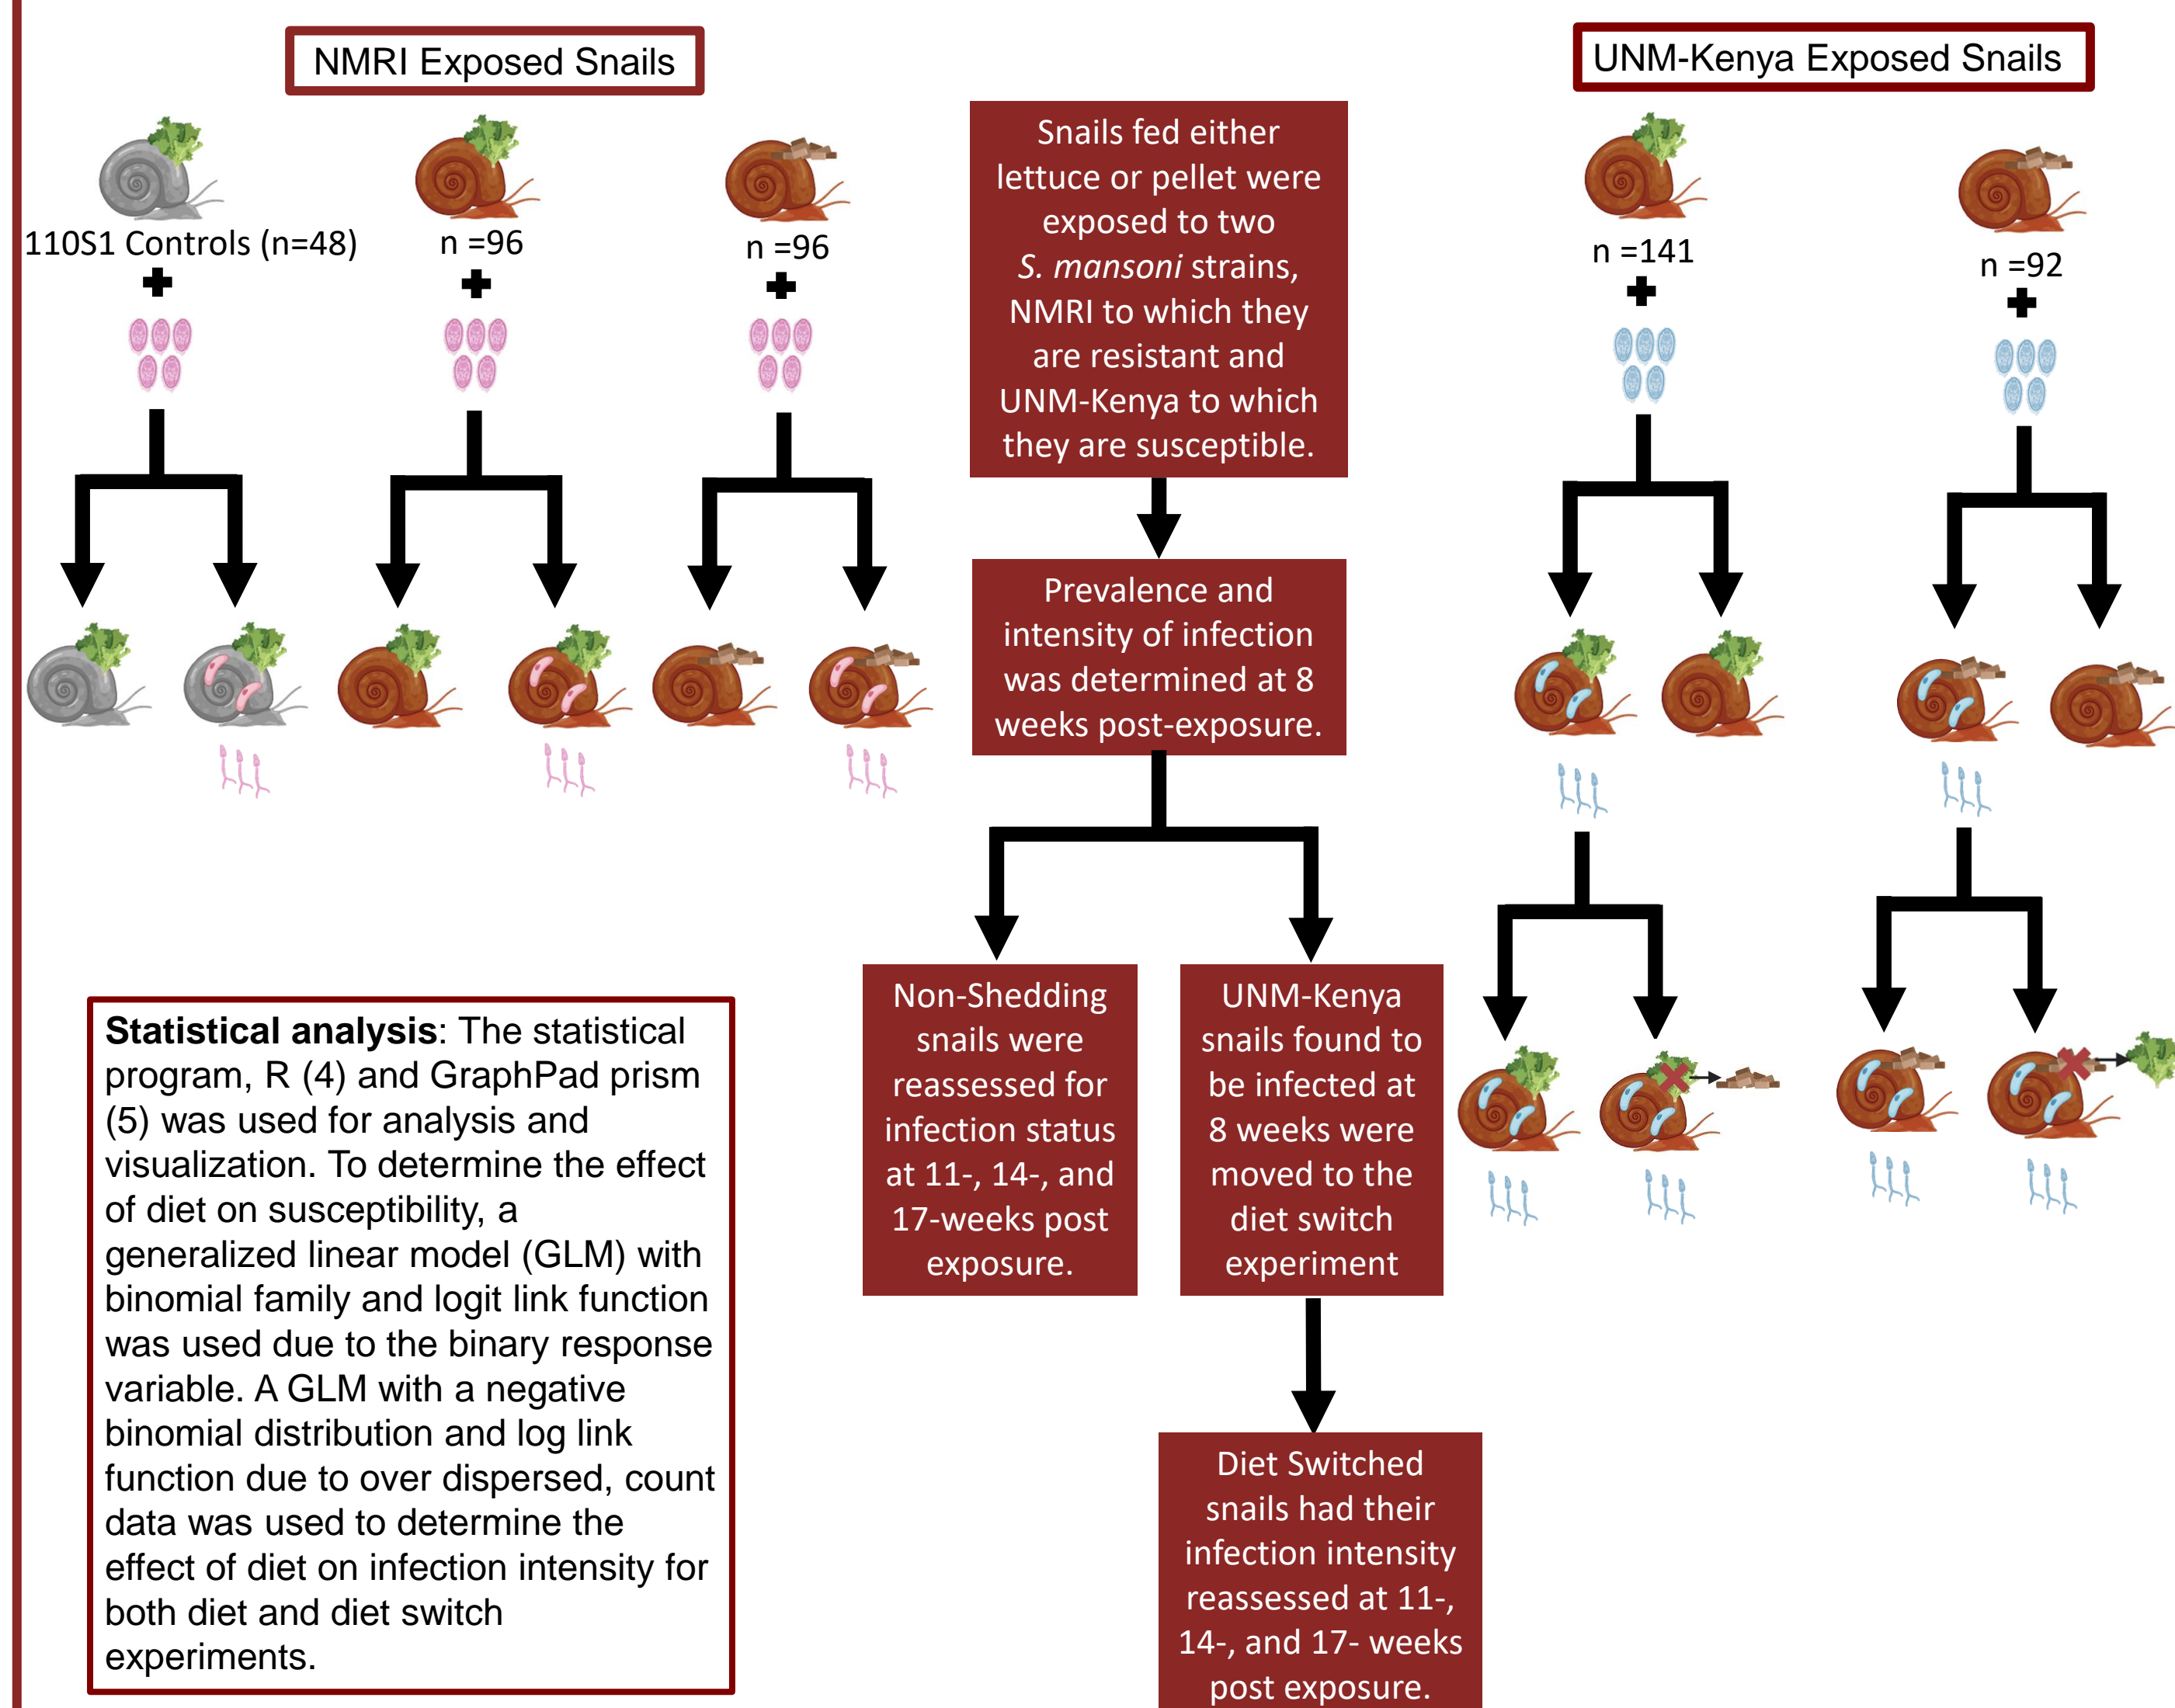 NMRI Exposed Snails
UNM-Kenya Exposed Snails
110S1 Controls (n=48)
n =96
n =96
Snails fed either
lettuce or pellet were
exposed to two
S. mansoni strains,
NMRI to which they
are resistant and
UNM-Kenya to which
they are susceptible.
n =141
n =92
Prevalence and
intensity of infection
was determined at 8
weeks post-exposure.
Non-Shedding
snails were
reassessed for
infection status
at 11-, 14-, and
17-weeks post
exposure.
UNM-Kenya
snails found to
be infected at
8 weeks were
moved to the
diet switch
experiment
Diet Switched
snails had their
infection intensity
reassessed at 11-,
14-, and 17- weeks
post exposure.
Statistical analysis: The statistical
program, R (4) and GraphPad prism
(5) was used for analysis and
visualization. To determine the effect
of diet on susceptibility, a
generalized linear model (GLM) with
binomial family and logit link function
was used due to the binary response
variable. A GLM with a negative
binomial distribution and log link
function due to over dispersed, count
data was used to determine the
effect of diet on infection intensity for
both diet and diet switch
experiments.